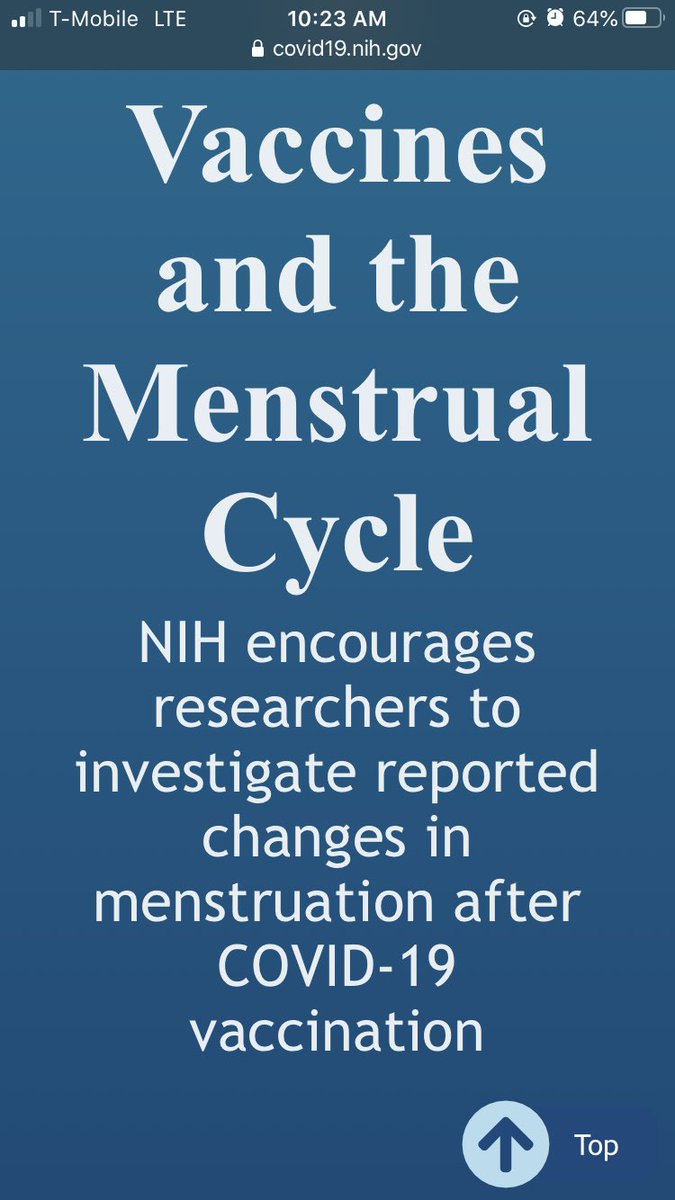 T-Mobile LTE 10:23 AM 64%
covid19.nih.gov
Vaccines
and the
Menstrual
Cycle
NIH encourages
researchers to
investigate reported
changes in
menstruation after
COVID-19
vaccination
Top